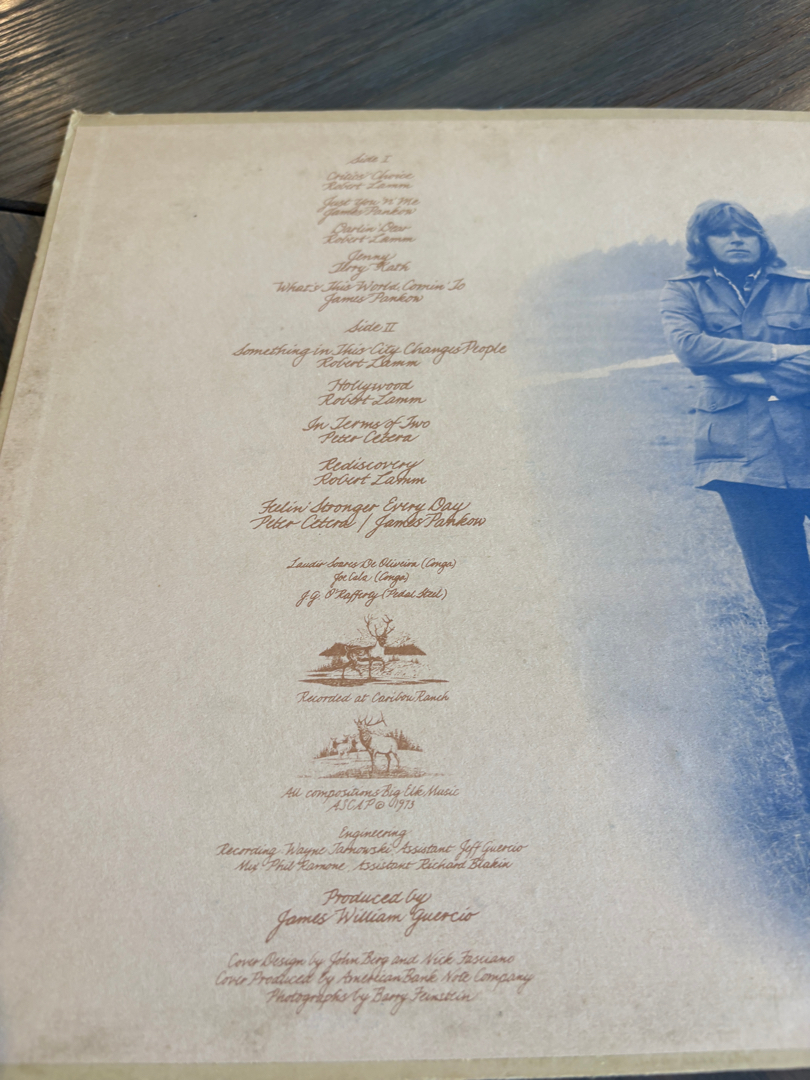 Side I
Critics' Choice
Robert Lamm
Just You 'N' Me
James Pankow
Darlin' Dear
Robert Lamm
Jenny
Terry Kath
What's This World Comin' To
James Pankow
Side II
Something in This City Changes People
Robert Lamm
Hollywood
Robert Lamm
In Terms of Two
Peter Cetera
Rediscovery
Robert Lamm
Feelin' Stronger Every Day
Peter Cetera / James Pankow
Laudir Soares De Oliveira (Conga)
Joe Lala (Conga)
J.G. O'Rafferty (Pedal Steel)
Recorded at Caribou Ranch
All compositions Big Elk Music
ASCAP © 1973
Engineering
Recording Wayne Tarnowski Assistant Jeff Guercio
Mix Phil Ramone, Assistant Richard Blakin
Produced by
James William Guercio
Cover Design by John Berg and Nick Fasciano
Cover Produced by American Bank Note Company
Photographs by Barry Feinstein